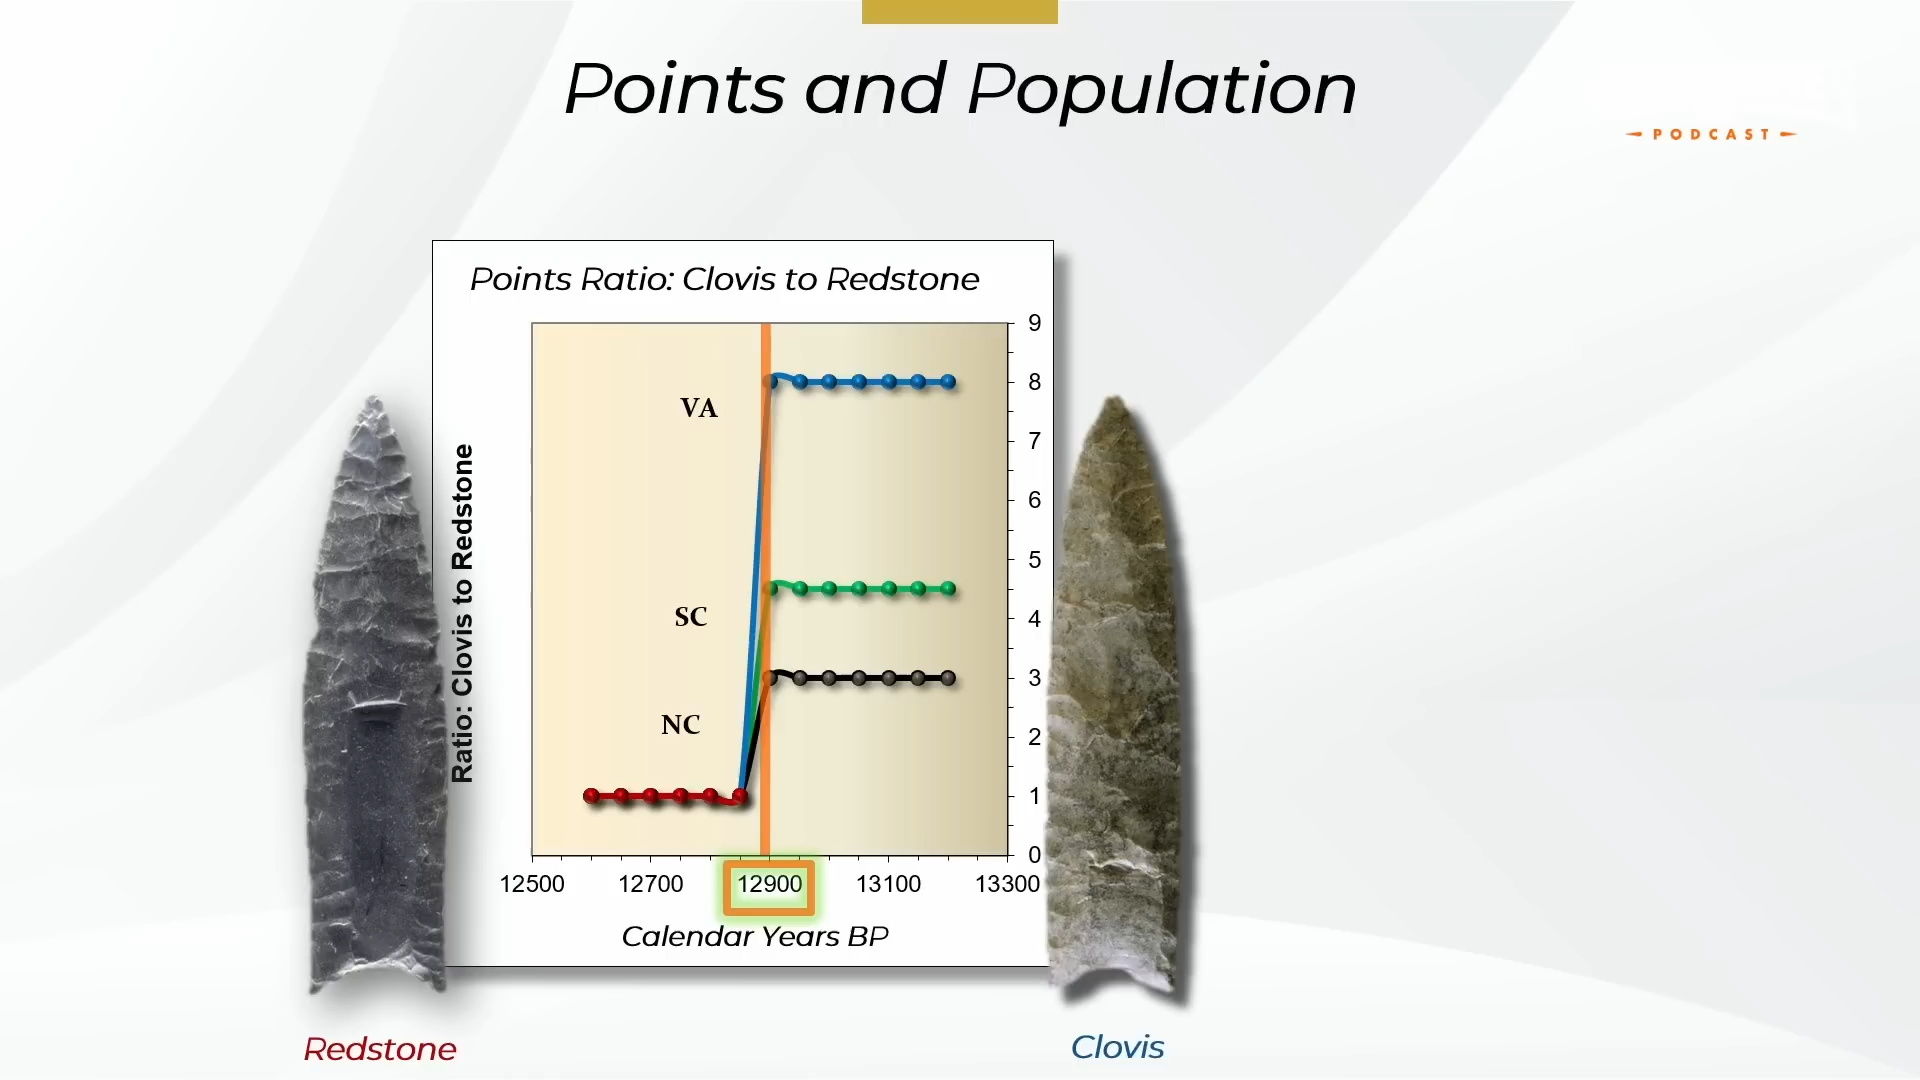 Points and Population
PODCAST
Points Ratio: Clovis to Redstone
Ratio: Clovis to Redstone
9
8
7
6
5
4
3
2
1
0
VA
SC
NC
12500 12700 12900 13100 13300
Calendar Years BP
Redstone
Clovis